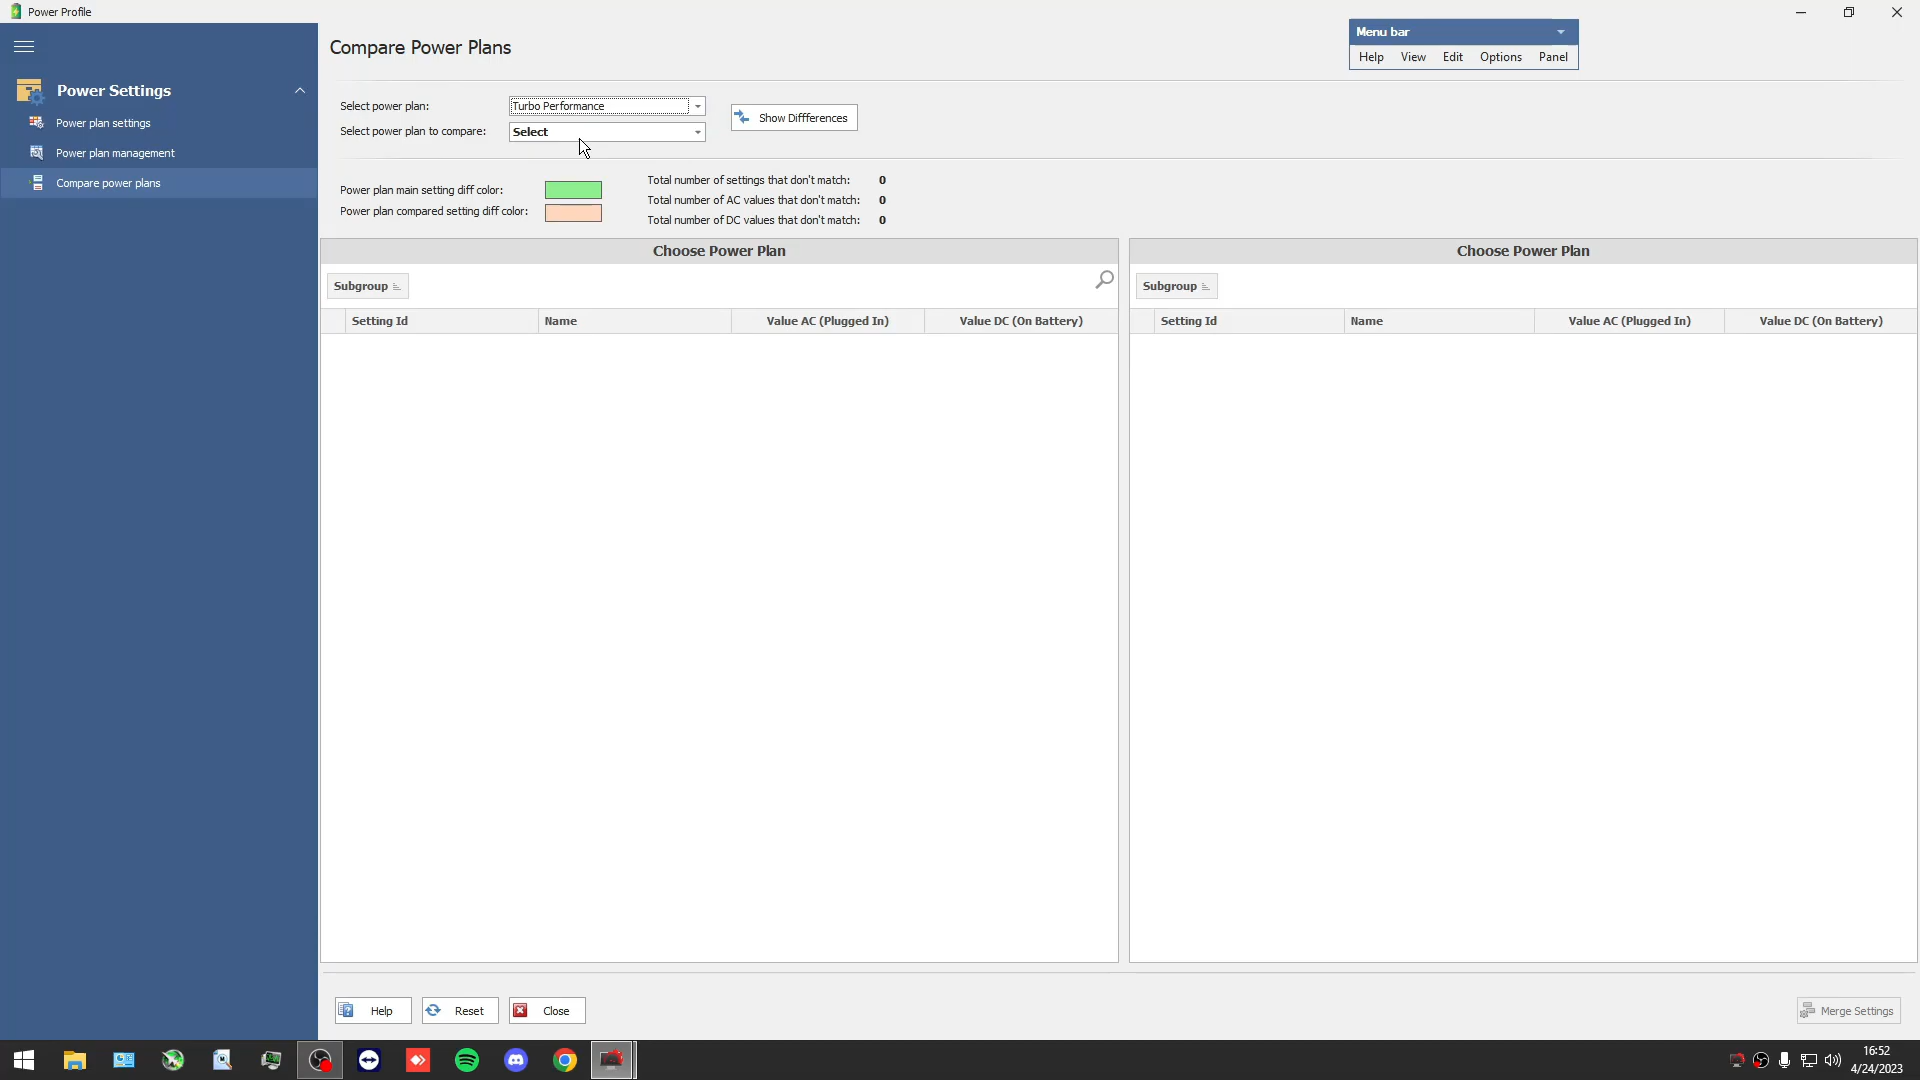 Power Profile
Menu bar
Help View Edit Options Panel
Power Settings
Power plan settings
Power plan management
Compare power plans
Compare Power Plans
Select power plan: Turbo Performance
Select power plan to compare: Select
Show Diffferences
Power plan main setting diff color:
Power plan compared setting diff color:
Total number of settings that don't match: 0
Total number of AC values that don't match: 0
Total number of DC values that don't match: 0
Choose Power Plan
Subgroup
Setting Id Name Value AC (Plugged In) Value DC (On Battery)
Choose Power Plan
Subgroup
Setting Id Name Value AC (Plugged In) Value DC (On Battery)
Help Reset Close
Merge Settings
16:52
4/24/2023